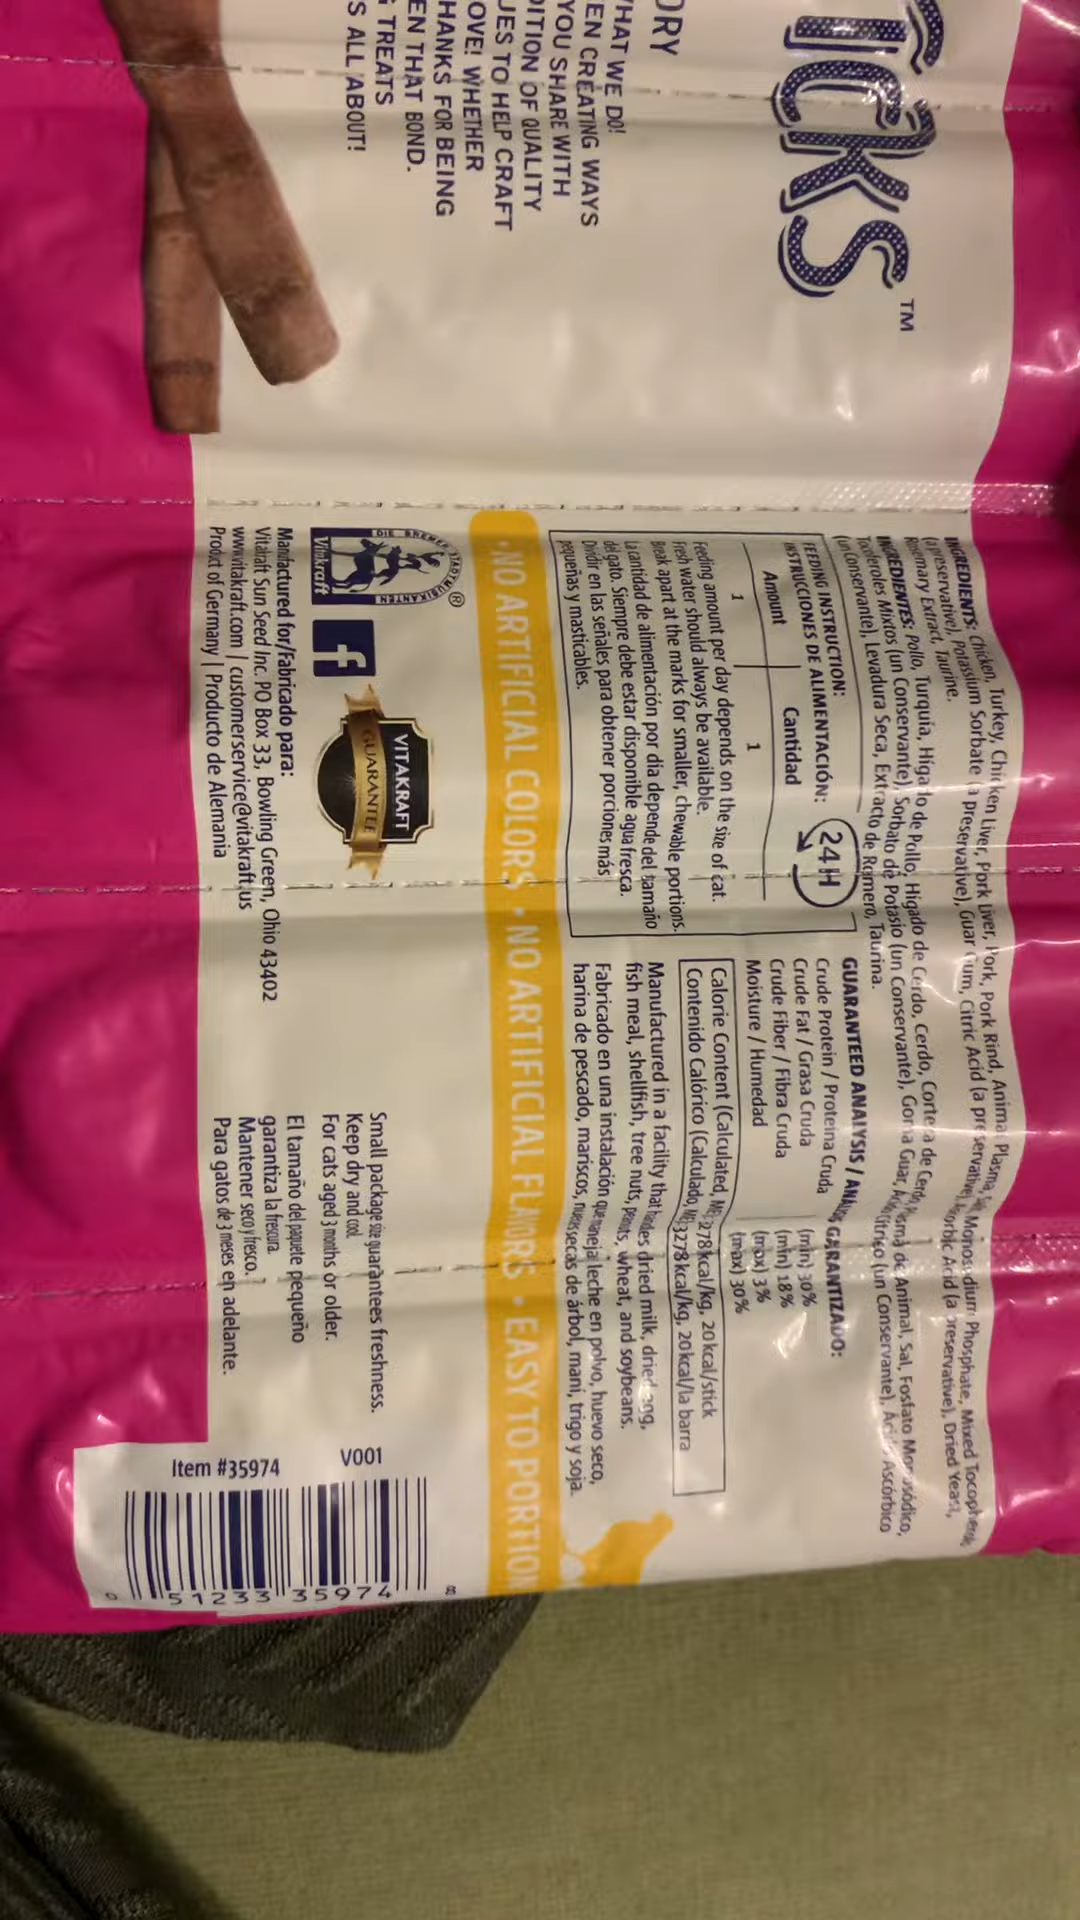 TCKS™
ORY
HAT WE DO!
EN CREATING WAYS
YOU SHARE WITH
DITION OF QUALITY
UES TO HELP CRAFT
OVE! WHETHER
HANKS FOR BEING
EN THAT BOND.
TREATS
S ALL ABOUT!
INGREDIENTS: Chicken, Turkey, Chicken Liver, Pork Liver, Pork, Pork Rind, Animal Plasma, Monosodium Phosphate, Mixed Tocopherols
(a preservative), Potassium Sorbate (a preservative), Guar Gum, Citric Acid (a preservative), Ascorbic Acid (a preservative), Dried Yeast,
Rosemary Extract, Taurine.
INGREDIENTES: Pollo, Turquía, Hígado de Pollo, Hígado de Cerdo, Cerdo, Corteza de Cerdo, Plasma de Animal, Sal, Fosfato Monosódico,
Tocoferoles Mixtos (un Conservante), Sorbato de Potasio (un Conservante), Goma Guar, Ácido Cítrico (un Conservante), Ácido Ascórbico
(un Conservante), Levadura Seca, Extracto de Romero, Taurina.
FEEDING INSTRUCTION:
INSTRUCCIONES DE ALIMENTACIÓN:
24 H
Amount Cantidad
1 1
Feeding amount per day depends on the size of cat.
Fresh water should always be available.
Break apart at the marks for smaller, chewable portions.
La cantidad de alimentación por dia depende del tamaño
del gato. Siempre debe estar disponible agua fresca.
Dividir en las señales para obtener porciones más
pequeñas y masticables.
GUARANTEED ANALYSIS / ANÁLISIS GARANTIZADO:
Crude Protein / Proteina Cruda (min) 30%
Crude Fat / Grasa Cruda (min) 18%
Crude Fiber / Fibra Cruda (max) 3%
Moisture / Humedad (max) 30%
Calorie Content (Calculated, ME) 3278 kcal/kg, 20 kcal/stick
Contenido Calórico (Calculado, ME) 3278 kcal/kg, 20 kcal/la barra
Manufactured in a facility that handles dried milk, dried egg,
fish meal, shellfish, tree nuts, peanuts, wheat, and soybeans.
Fabricado en una instalación que maneja leche en polvo, huevo seco,
harina de pescado, mariscos, nueces secas de árbol, maní, trigo y soja.
• NO ARTIFICIAL COLORS • NO ARTIFICIAL FLAVORS • EASY TO PORTION
DIE BREMER STADTMUSIKANTEN ®
Vitakraft
f
VITAKRAFT
GUARANTEE
Manufactured for/Fabricado para:
Vitakraft Sun Seed Inc. PO Box 33, Bowling Green, Ohio 43402
www.vitakraft.com | customerservice@vitakraft.us
Product of Germany | Producto de Alemania
Small package size guarantees freshness.
Keep dry and cool.
For cats aged 3 months or older.
El tamaño del paquete pequeño
garantiza la frescura.
Mantener seco y fresco.
Para gatos de 3 meses en adelante.
V001
Item #35974
0 51233 35974 8